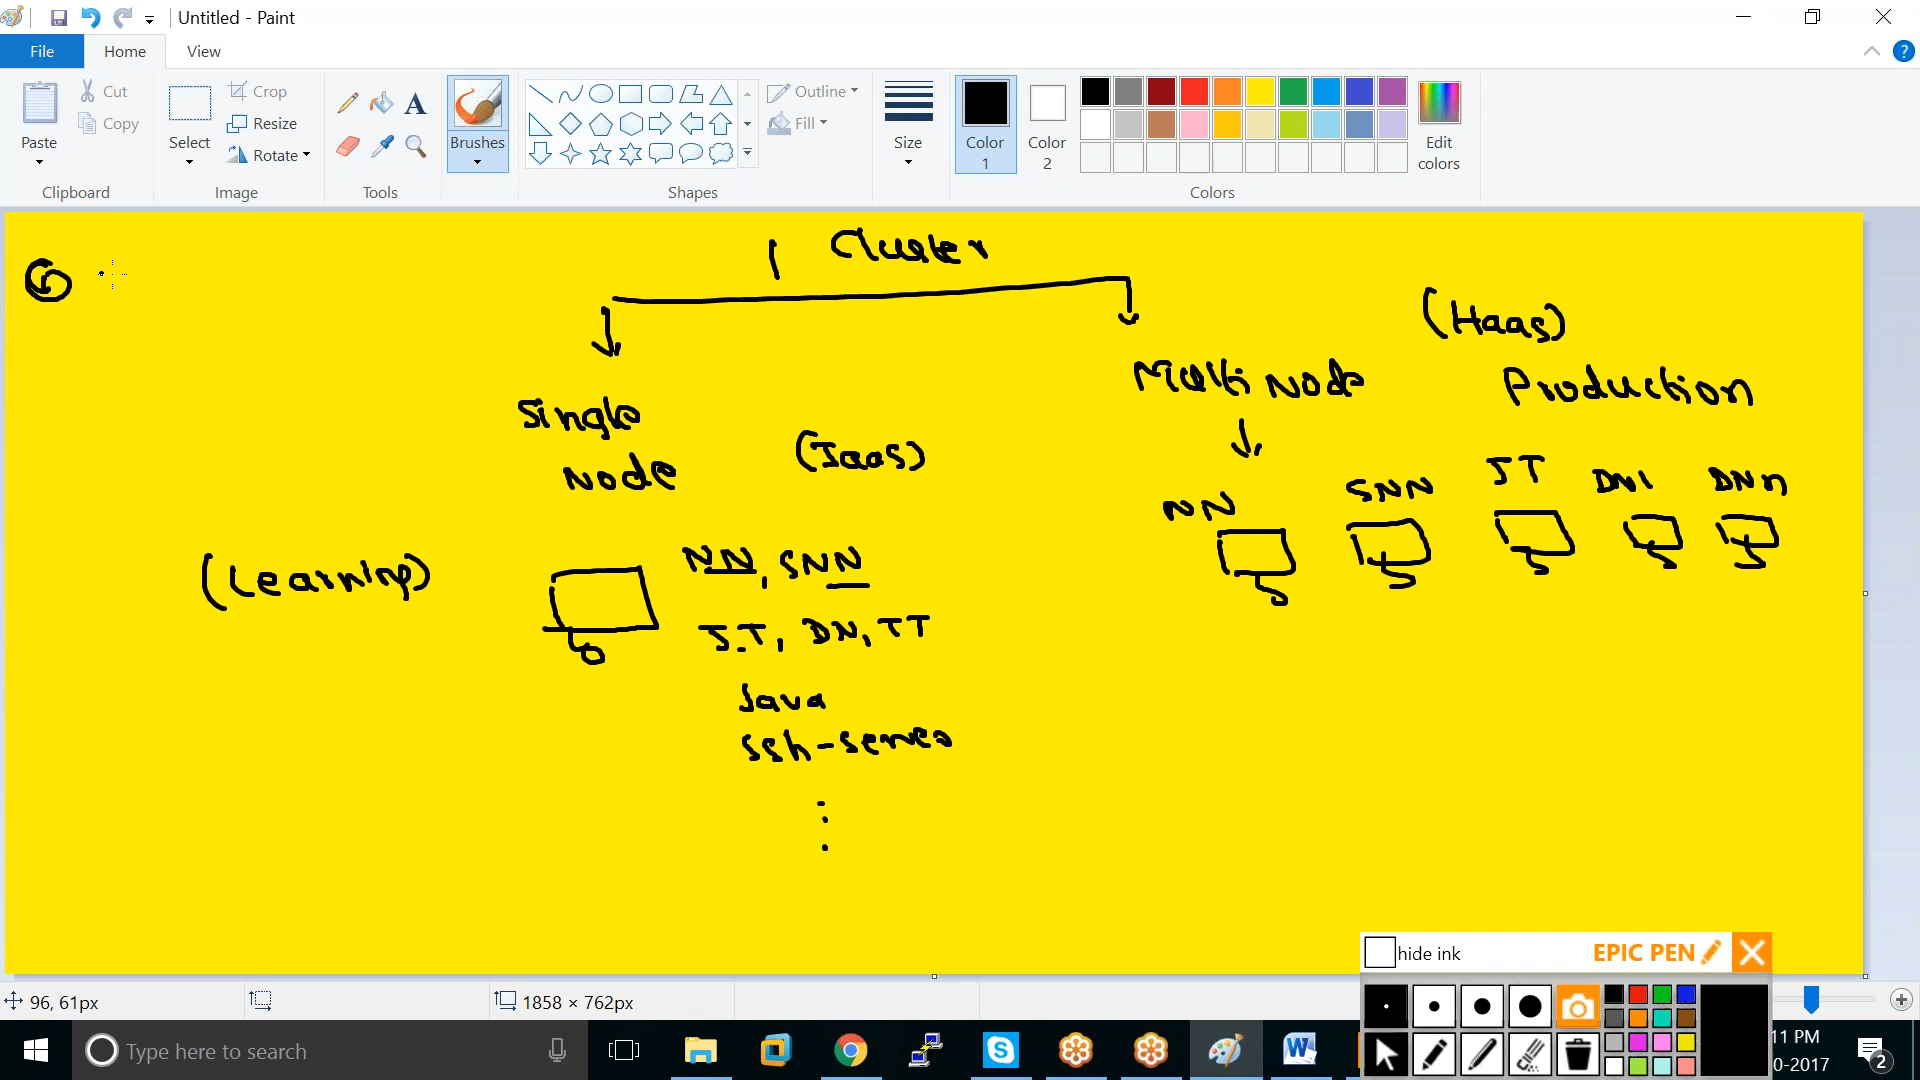 Untitled - Paint
File Home View
Paste
Cut
Copy
Clipboard
Select
Crop
Resize
Rotate
Image
A
Tools
Brushes
Outline
Fill
Shapes
Size
Color 1
Color 2
Edit colors
Colors
?
1 Cluster
(Haas)
Multi Node Production
Single Node
(Iaas)
NN SNN JT DN1 DNn
(Learning)
NN, SNN
J.T, DN, TT
Java
ssh-server
hide ink EPIC PEN
96, 61px
1858 × 762px
Type here to search
S
W
11 PM
0-2017
2